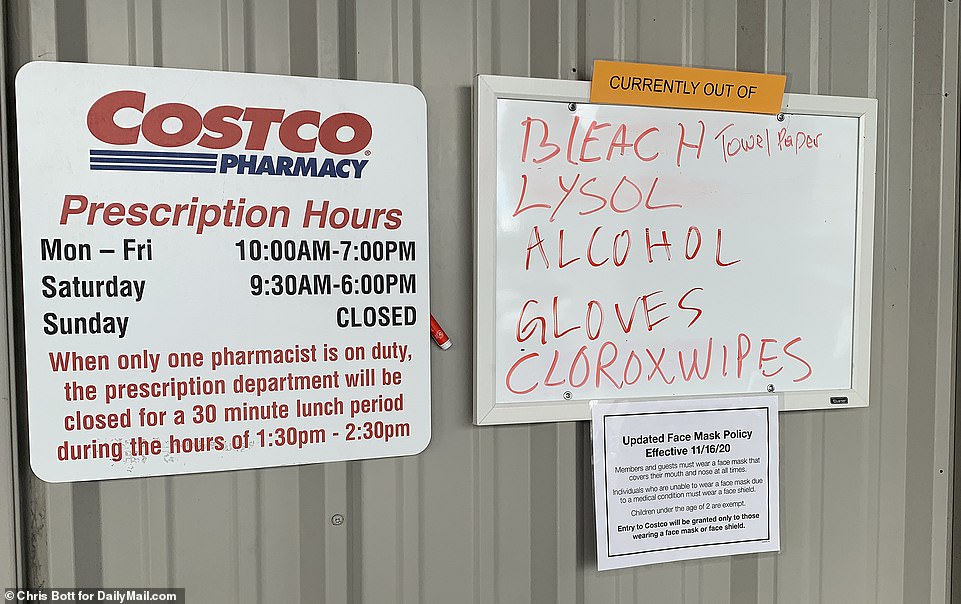 COSTCO
PHARMACY
Prescription Hours
Mon – Fri 10:00AM-7:00PM
Saturday 9:30AM-6:00PM
Sunday CLOSED
When only one pharmacist is on duty,
the prescription department will be
closed for a 30 minute lunch period
during the hours of 1:30pm - 2:30pm
CURRENTLY OUT OF
BLEACH Towel Paper
LYSOL
ALCOHOL
GLOVES
CLOROX WIPES
Updated Face Mask Policy
Effective 11/16/20
Members and guests must wear a face mask that
covers their mouth and nose at all times.
Individuals who are unable to wear a face mask due
to a medical condition must wear a face shield.
Children under the age of 2 are exempt.
Entry to Costco will be granted only to those
wearing a face mask or face shield.
© Chris Bott for DailyMail.com